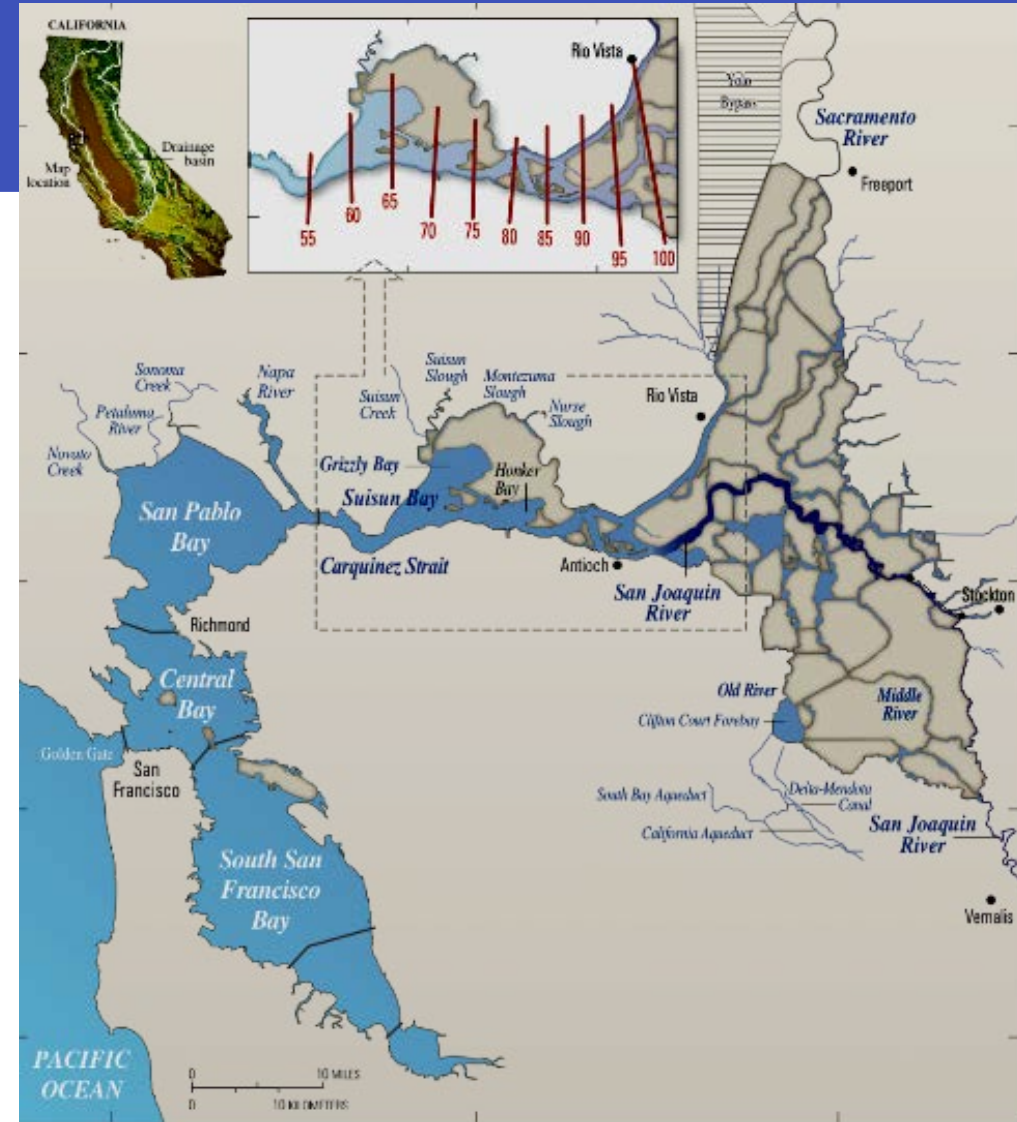 CALIFORNIA
Drainage
basin
Map
location
Rio Vista
55
60
65
70
75
80
85
90
95
100
Yolo
Bypass
Sacramento
River
Freeport
Sonoma
Creek
Napa
River
Petaluma
River
Novato
Creek
Suisun
Creek
Suisun
Slough
Montezuma
Slough
Nurse
Slough
Rio Vista
Grizzly Bay
Honker
Bay
Suisun Bay
San Pablo
Bay
Carquinez Strait
Antioch
San Joaquin
River
Stockton
Richmond
Central
Bay
Old River
Clifton Court Forebay
Middle
River
Golden Gate
San
Francisco
South Bay Aqueduct
Delta-Mendota
Canal
California Aqueduct
San Joaquin
River
South San
Francisco
Bay
Vernalis
PACIFIC
OCEAN
0 10 MILES
0 10 KILOMETERS